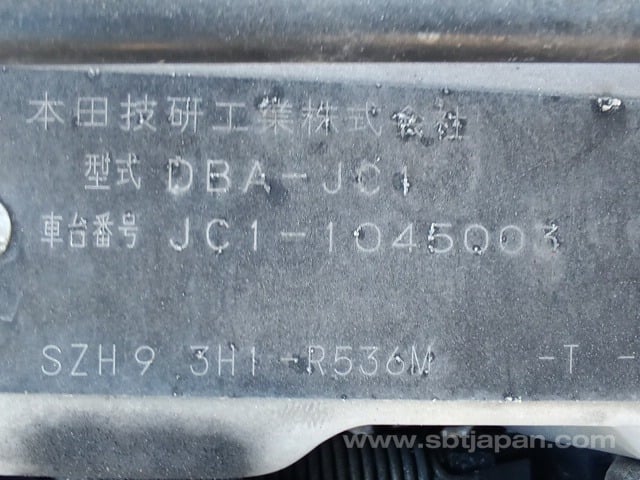 本田技研工業株式会社
型式 DBA-JC1
車台番号 JC1-1045003
SZH9 3H1-R536M -T -
www.sbtjapan.com